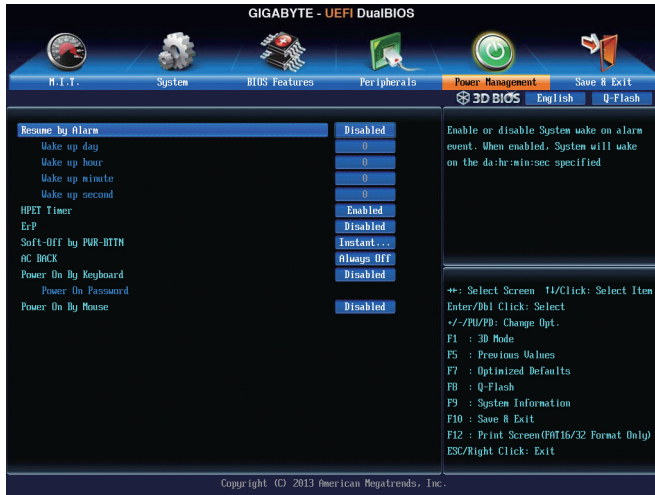 GIGABYTE - UEFI DualBIOS
M.I.T.
System
BIOS Features
Peripherals
Power Management
Save & Exit
3D BIOS
English
Q-Flash
Resume by Alarm Disabled
Wake up day 0
Wake up hour 0
Wake up minute 0
Wake up second 0
HPET Timer Enabled
ErP Disabled
Soft-Off by PWR-BTTN Instant...
AC BACK Always Off
Power On By Keyboard Disabled
Power On Password
Power On By Mouse Disabled
Enable or disable System wake on alarm
event. When enabled, System will wake
on the da:hr:min:sec specified
→←: Select Screen ↑↓/Click: Select Item
Enter/Dbl Click: Select
+/-/PU/PD: Change Opt.
F1 : 3D Mode
F5 : Previous Values
F7 : Optimized Defaults
F8 : Q-Flash
F9 : System Information
F10 : Save & Exit
F12 : Print Screen(FAT16/32 Format Only)
ESC/Right Click: Exit
Copyright (C) 2013 American Megatrends, Inc.